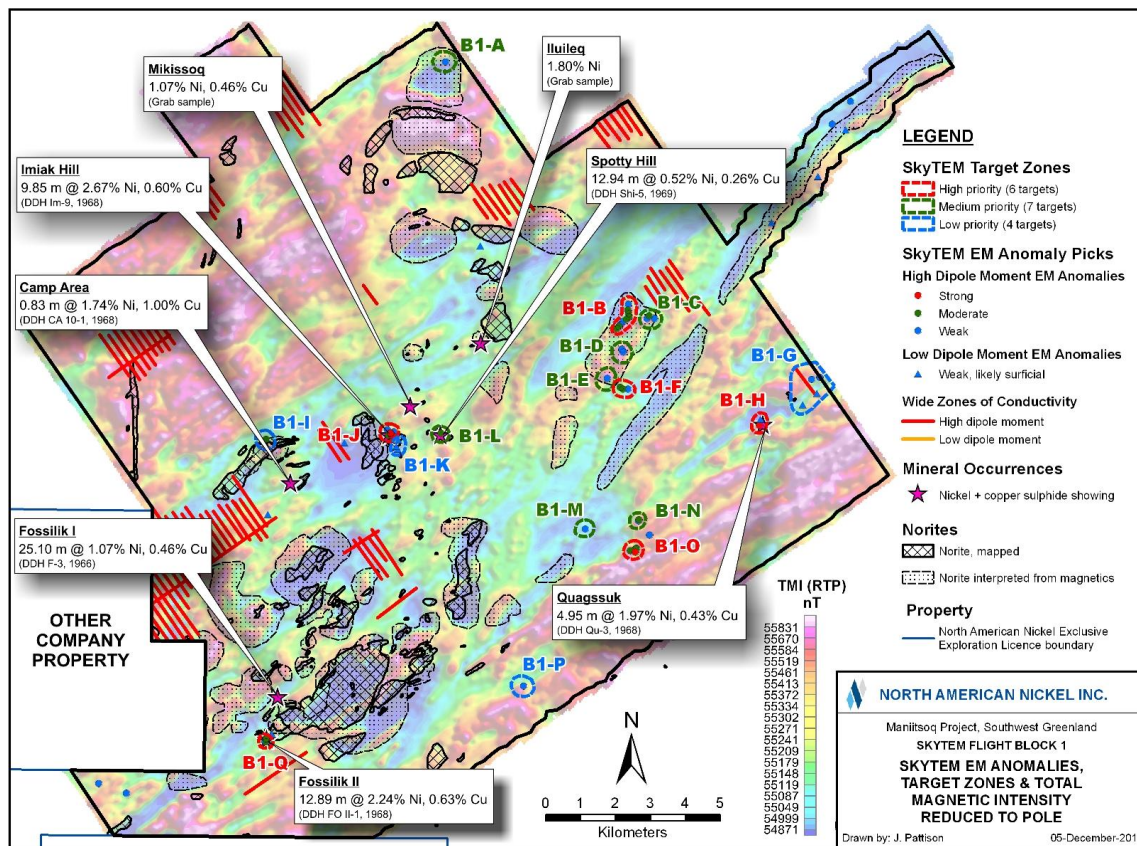 B1-A
Mikissoq
1.07% Ni, 0.46% Cu
(Grab sample)
Iluileq
1.80% Ni
(Grab sample)
Imiak Hill
9.85 m @ 2.67% Ni, 0.60% Cu
(DDH Im-9, 1968)
Spotty Hill
12.94 m @ 0.52% Ni, 0.26% Cu
(DDH Shi-5, 1969)
Camp Area
0.83 m @ 1.74% Ni, 1.00% Cu
(DDH CA 10-1, 1968)
B1-B
B1-C
B1-D
B1-E
B1-F
B1-G
B1-H
B1-I
B1-J
B1-K
B1-L
B1-M
B1-N
B1-O
Fossilik I
25.10 m @ 1.07% Ni, 0.46% Cu
(DDH F-3, 1966)
Quagssuk
4.95 m @ 1.97% Ni, 0.43% Cu
(DDH Qu-3, 1968)
OTHER
COMPANY
PROPERTY
B1-P
B1-Q
Fossilik II
12.89 m @ 2.24% Ni, 0.63% Cu
(DDH FO II-1, 1968)
N
0 1 2 3 4 5
Kilometers
TMI (RTP)
nT
55831
55670
55584
55519
55461
55413
55372
55334
55302
55271
55241
55209
55179
55148
55119
55087
55049
54999
54871
LEGEND
SkyTEM Target Zones
High priority (6 targets)
Medium priority (7 targets)
Low priority (4 targets)
SkyTEM EM Anomaly Picks
High Dipole Moment EM Anomalies
Strong
Moderate
Weak
Low Dipole Moment EM Anomalies
Weak, likely surficial
Wide Zones of Conductivity
High dipole moment
Low dipole moment
Mineral Occurrences
Nickel + copper sulphide showing
Norites
Norite, mapped
Norite interpreted from magnetics
Property
North American Nickel Exclusive
Exploration Licence boundary
NORTH AMERICAN NICKEL INC.
Maniitsoq Project, Southwest Greenland
SKYTEM FLIGHT BLOCK 1
SKYTEM EM ANOMALIES,
TARGET ZONES & TOTAL
MAGNETIC INTENSITY
REDUCED TO POLE
Drawn by: J. Pattison
05-December-201